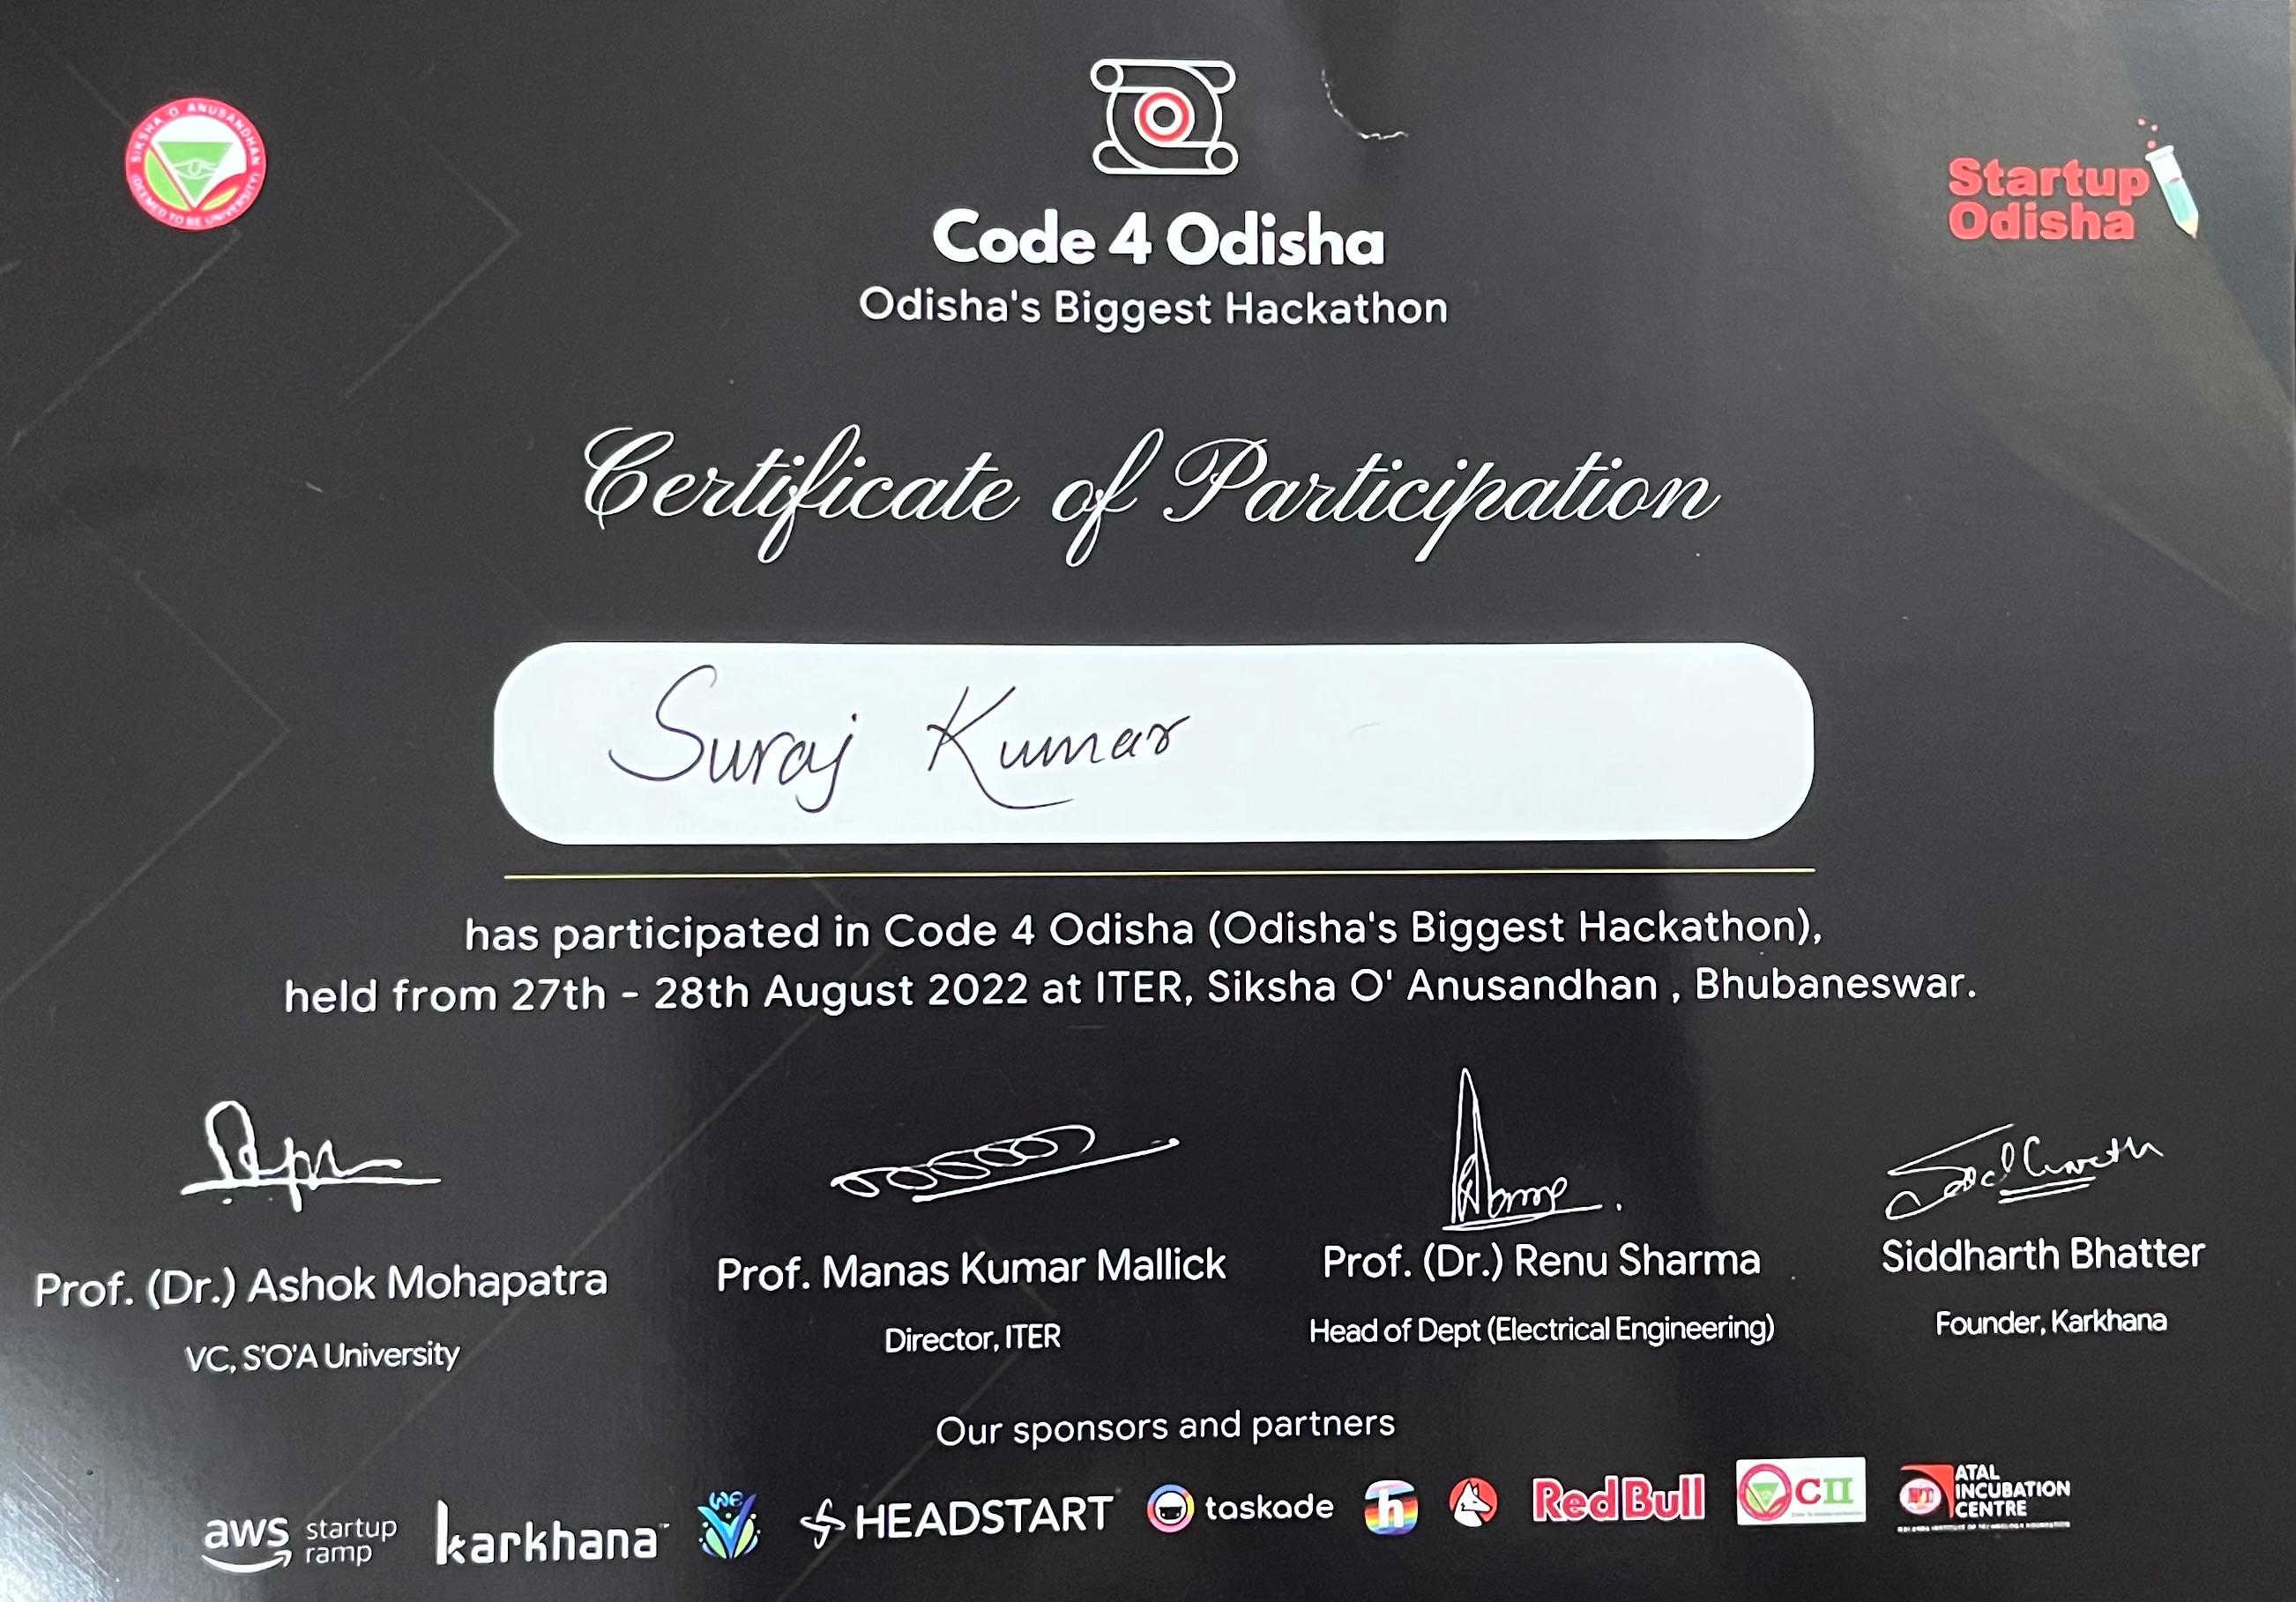 SIKSHA 'O' ANUSANDHAN
(DEEMED TO BE UNIVERSITY)
Startup
Odisha
Code 4 Odisha
Odisha's Biggest Hackathon
Certificate of Participation
Suraj Kumar
has participated in Code 4 Odisha (Odisha's Biggest Hackathon),
held from 27th - 28th August 2022 at ITER, Siksha O' Anusandhan , Bhubaneswar.
Prof. (Dr.) Ashok Mohapatra
VC, S'O'A University
Prof. Manas Kumar Mallick
Director, ITER
Prof. (Dr.) Renu Sharma
Head of Dept (Electrical Engineering)
Siddharth Bhatter
Founder, Karkhana
Our sponsors and partners
aws startup ramp
karkhana
we
HEADSTART
taskade
h
Red Bull
CII
ATAL
INCUBATION
CENTRE